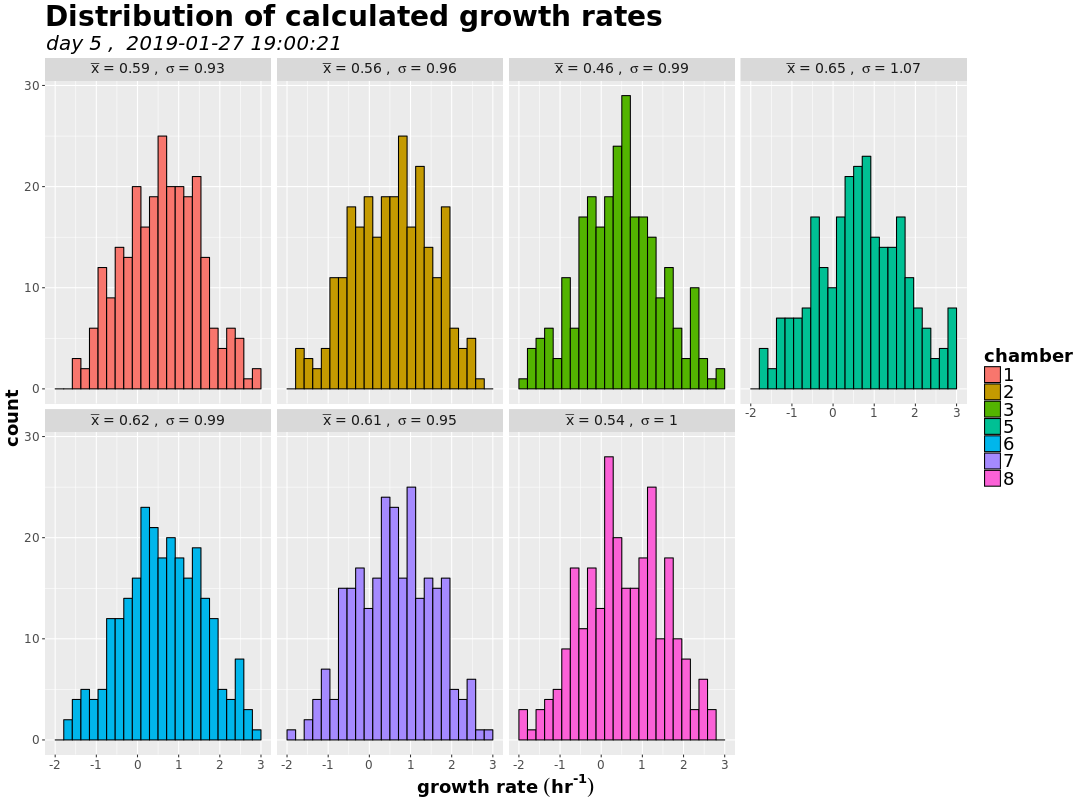 Distribution of calculated growth rates
day 5 ,  2019-01-27 19:00:21
x̅ = 0.59 ,  σ = 0.93
x̅ = 0.56 ,  σ = 0.96
x̅ = 0.46 ,  σ = 0.99
x̅ = 0.65 ,  σ = 1.07
30
20
10
0
-2 -1 0 1 2 3
count
x̅ = 0.62 ,  σ = 0.99
x̅ = 0.61 ,  σ = 0.95
x̅ = 0.54 ,  σ = 1
30
20
10
0
-2 -1 0 1 2 3
-2 -1 0 1 2 3
-2 -1 0 1 2 3
growth rate (hr⁻¹)
chamber
1
2
3
5
6
7
8